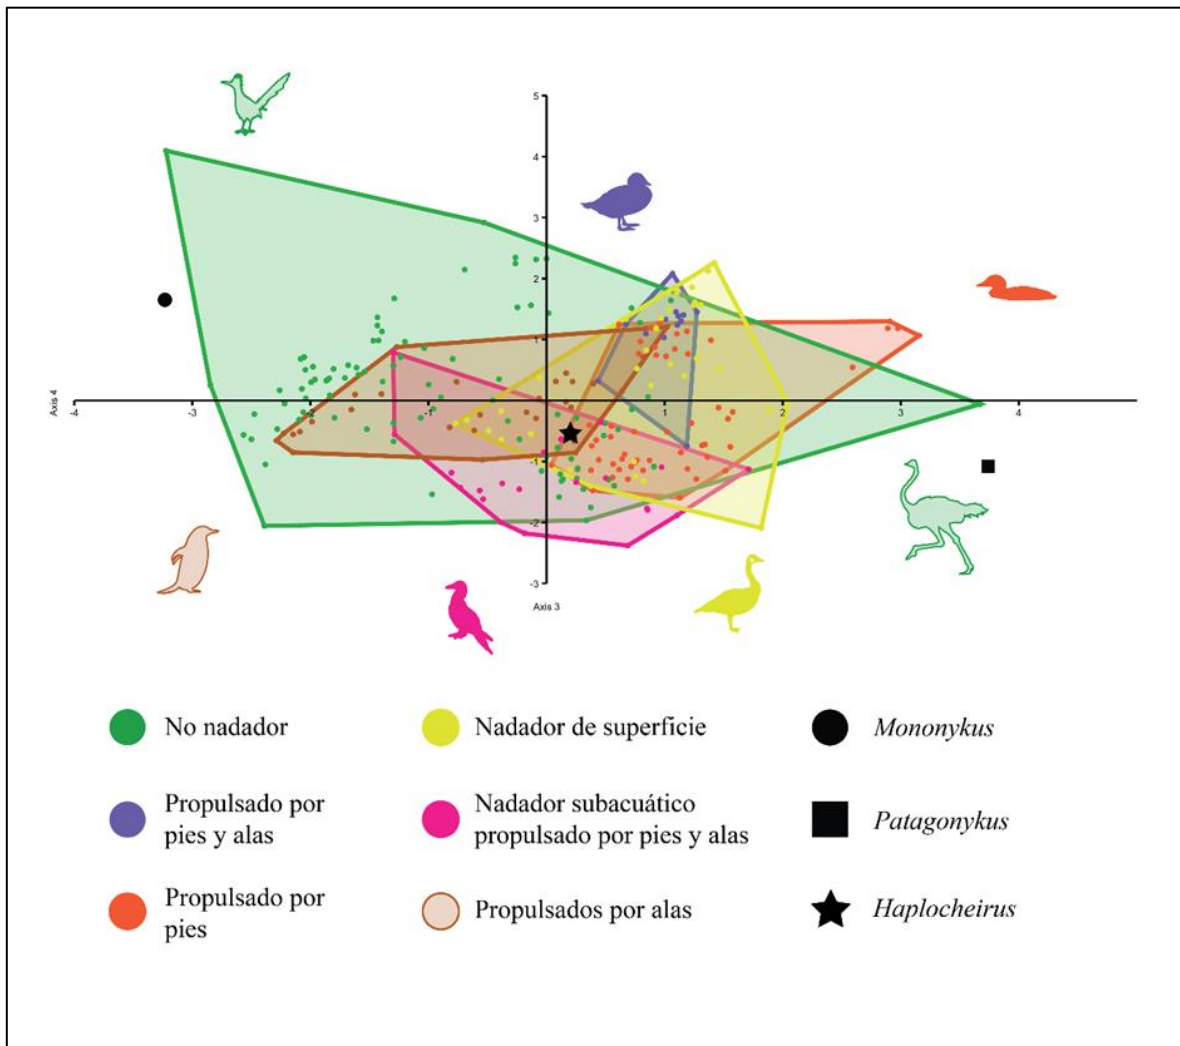 5
4
3
2
1
Axis 4
-4
-3
-2
-1
1
2
3
4
-1
-2
-3
Axis 3
No nadador
Nadador de superficie
Mononykus
Propulsado por
pies y alas
Nadador subacuático
propulsado por pies y alas
Patagonykus
Propulsado por
pies
Propulsados por alas
Haplocheirus